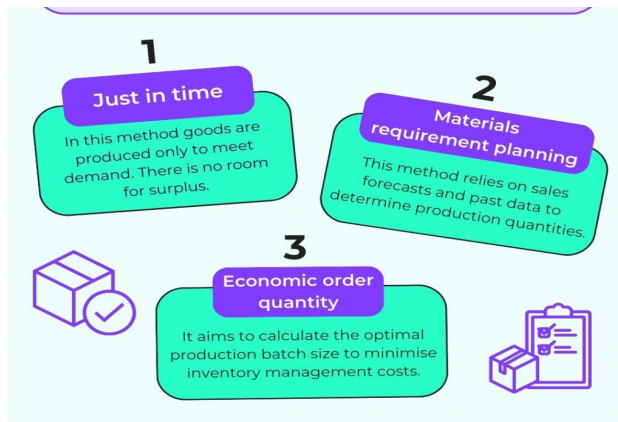 1
Just in time
In this method goods are
produced only to meet
demand. There is no room
for surplus.
2
Materials
requirement planning
This method relies on sales
forecasts and past data to
determine production quantities.
3
Economic order
quantity
It aims to calculate the optimal
production batch size to minimise
inventory management costs.